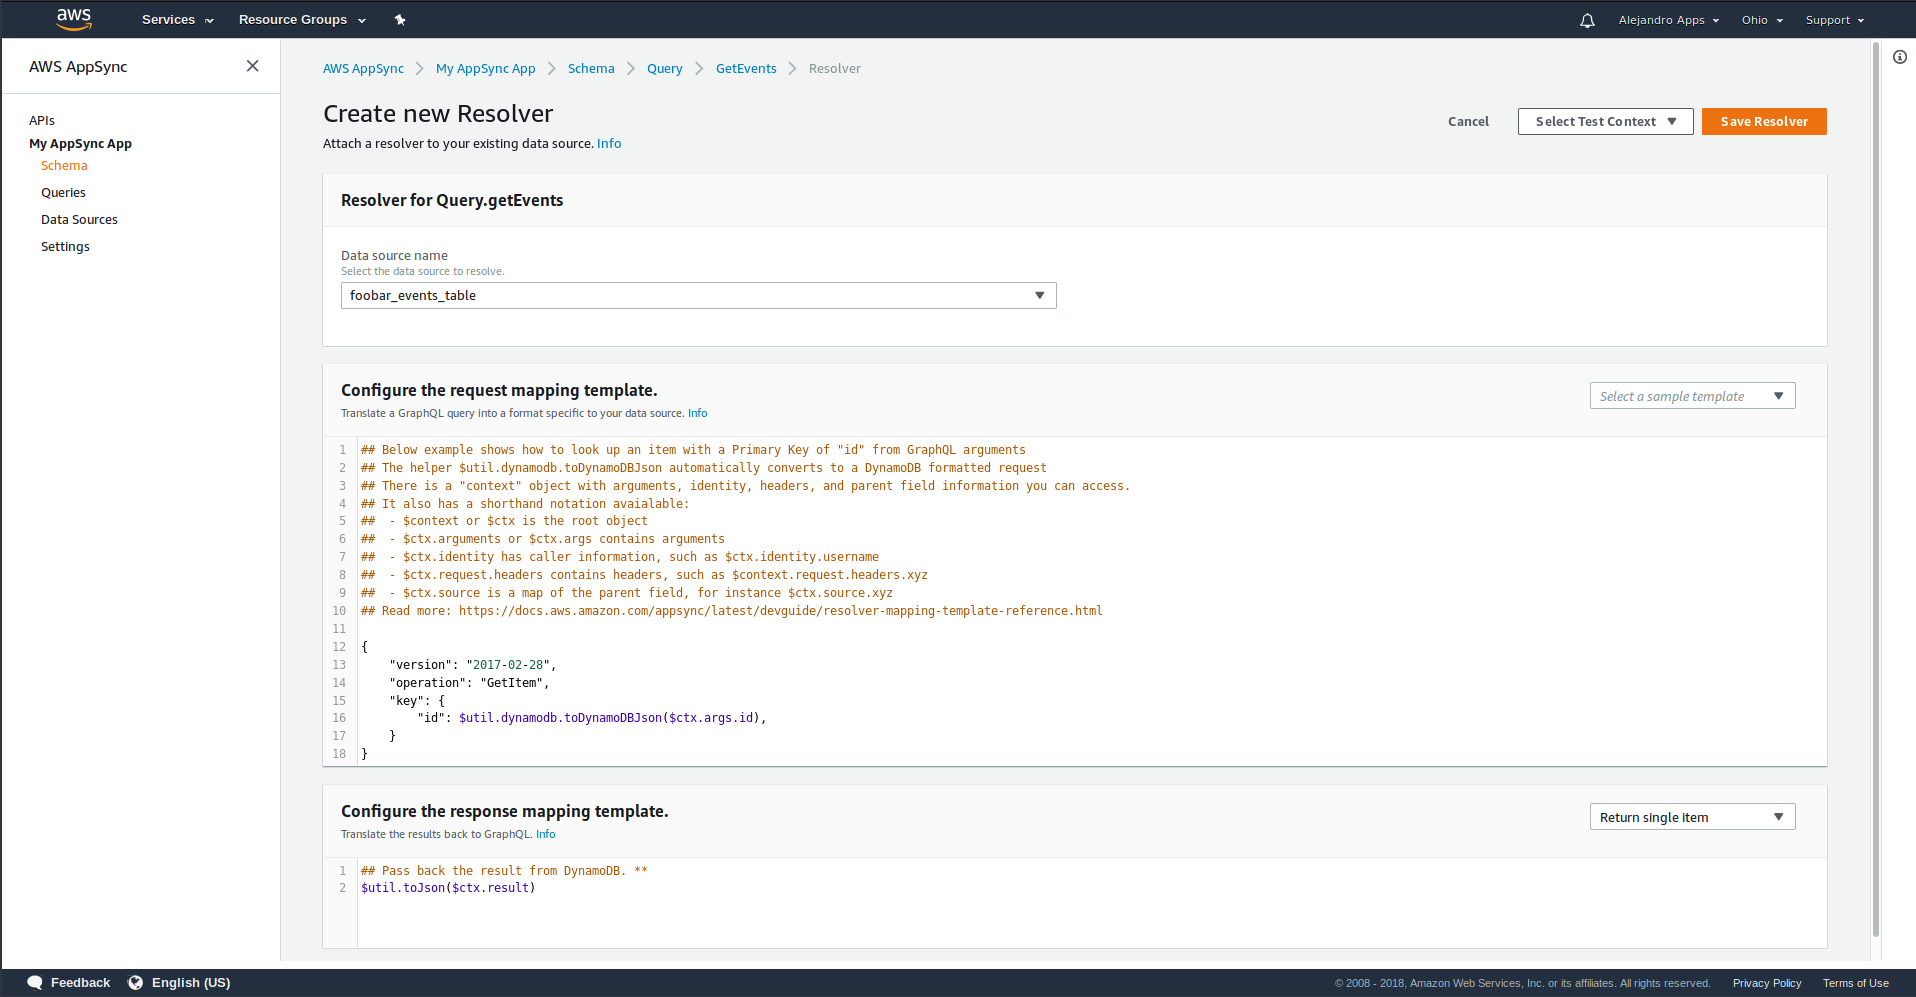 aws Services Resource Groups Alejandro Apps Ohio Support
AWS AppSync
APIs
My AppSync App
Schema
Queries
Data Sources
Settings
AWS AppSync My AppSync App Schema Query GetEvents Resolver
Create new Resolver
Attach a resolver to your existing data source. Info
Cancel Select Test Context Save Resolver
Resolver for Query.getEvents
Data source name
Select the data source to resolve.
foobar_events_table
Configure the request mapping template.
Translate a GraphQL query into a format specific to your data source. Info
Select a sample template
1 ## Below example shows how to look up an item with a Primary Key of "id" from GraphQL arguments
2 ## The helper $util.dynamodb.toDynamoDBJson automatically converts to a DynamoDB formatted request
3 ## There is a "context" object with arguments, identity, headers, and parent field information you can access.
4 ## It also has a shorthand notation avaialable:
5 ##  - $context or $ctx is the root object
6 ##  - $ctx.arguments or $ctx.args contains arguments
7 ##  - $ctx.identity has caller information, such as $ctx.identity.username
8 ##  - $ctx.request.headers contains headers, such as $context.request.headers.xyz
9 ##  - $ctx.source is a map of the parent field, for instance $ctx.source.xyz
10 ## Read more: https://docs.aws.amazon.com/appsync/latest/devguide/resolver-mapping-template-reference.html
11
12 {
13     "version": "2017-02-28",
14     "operation": "GetItem",
15     "key": {
16         "id": $util.dynamodb.toDynamoDBJson($ctx.args.id),
17     }
18 }
Configure the response mapping template.
Translate the results back to GraphQL. Info
Return single item
1 ## Pass back the result from DynamoDB. **
2 $util.toJson($ctx.result)
Feedback English (US) © 2008 - 2018, Amazon Web Services, Inc. or its affiliates. All rights reserved. Privacy Policy Terms of Use